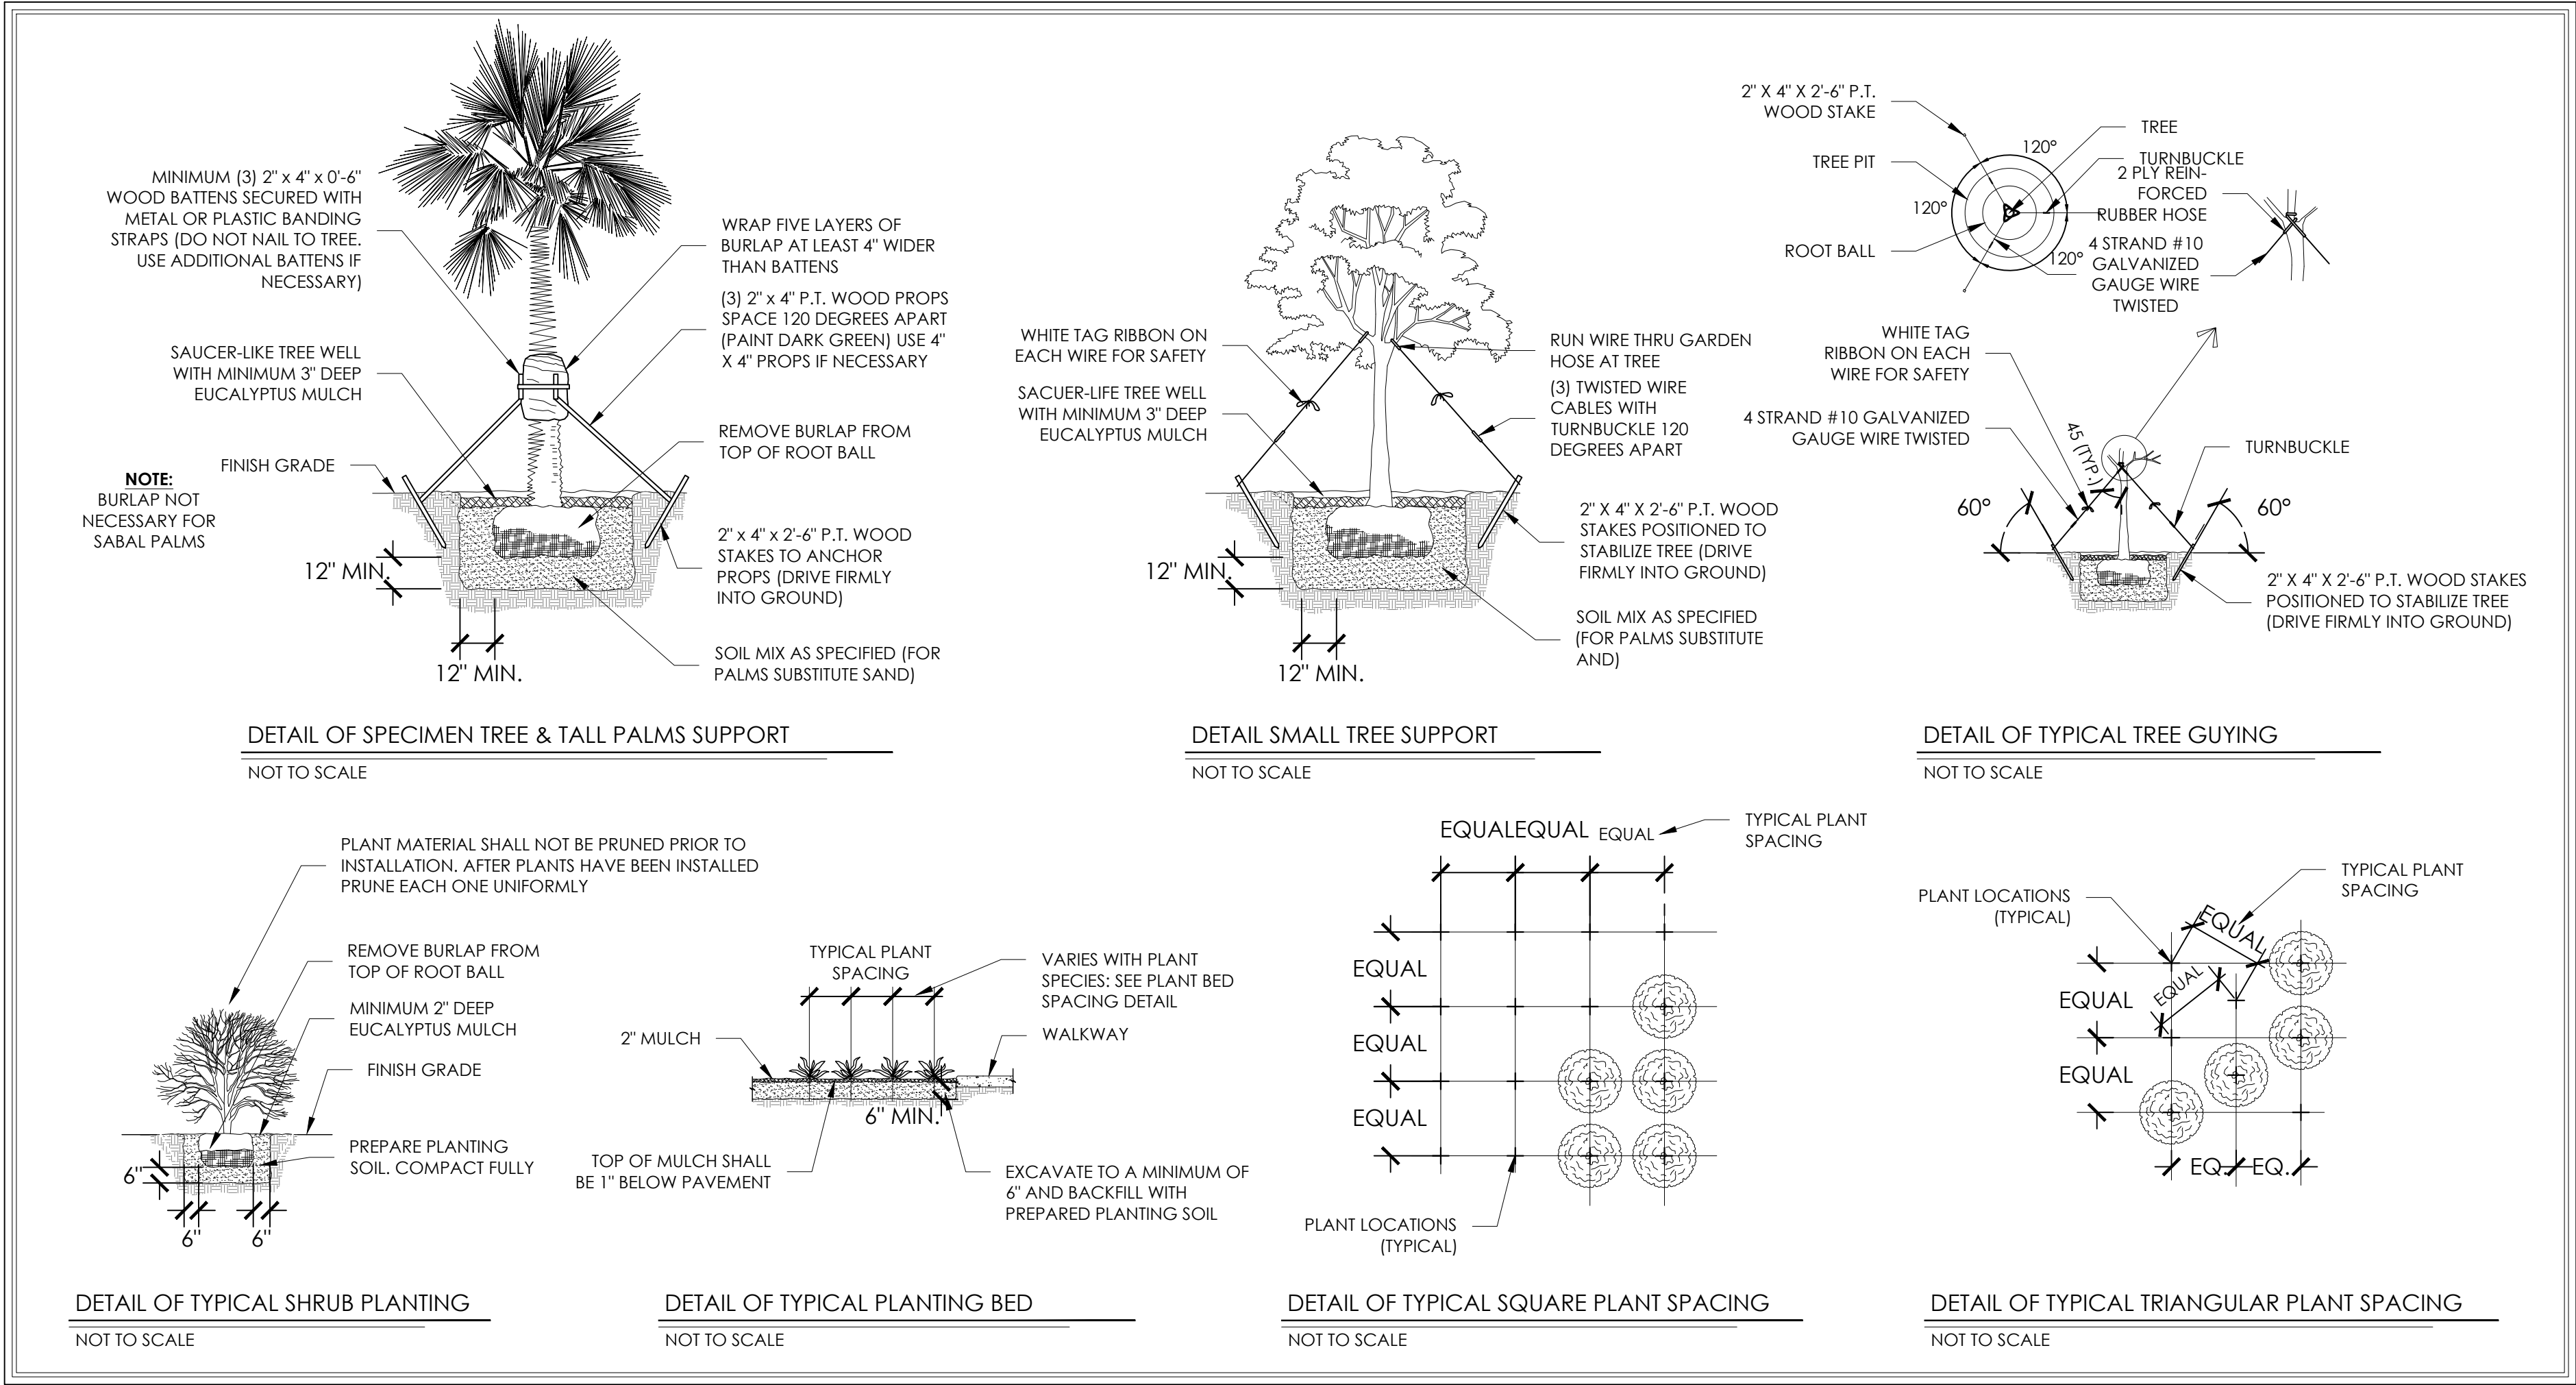 MINIMUM (3) 2" x 4" x 0'-6"
WOOD BATTENS SECURED WITH
METAL OR PLASTIC BANDING
STRAPS (DO NOT NAIL TO TREE.
USE ADDITIONAL BATTENS IF
NECESSARY)
SAUCER-LIKE TREE WELL
WITH MINIMUM 3" DEEP
EUCALYPTUS MULCH
FINISH GRADE
NOTE:
BURLAP NOT
NECESSARY FOR
SABAL PALMS
12" MIN.
12" MIN.
WRAP FIVE LAYERS OF
BURLAP AT LEAST 4" WIDER
THAN BATTENS
(3) 2" x 4" P.T. WOOD PROPS
SPACE 120 DEGREES APART
(PAINT DARK GREEN) USE 4"
X 4" PROPS IF NECESSARY
REMOVE BURLAP FROM
TOP OF ROOT BALL
2" x 4" x 2'-6" P.T. WOOD
STAKES TO ANCHOR
PROPS (DRIVE FIRMLY
INTO GROUND)
SOIL MIX AS SPECIFIED (FOR
PALMS SUBSTITUTE SAND)
DETAIL OF SPECIMEN TREE & TALL PALMS SUPPORT
NOT TO SCALE
WHITE TAG RIBBON ON
EACH WIRE FOR SAFETY
SACUER-LIFE TREE WELL
WITH MINIMUM 3" DEEP
EUCALYPTUS MULCH
12" MIN.
12" MIN.
RUN WIRE THRU GARDEN
HOSE AT TREE
(3) TWISTED WIRE
CABLES WITH
TURNBUCKLE 120
DEGREES APART
2" X 4" X 2'-6" P.T. WOOD
STAKES POSITIONED TO
STABILIZE TREE (DRIVE
FIRMLY INTO GROUND)
SOIL MIX AS SPECIFIED
(FOR PALMS SUBSTITUTE
AND)
DETAIL SMALL TREE SUPPORT
NOT TO SCALE
2" X 4" X 2'-6" P.T.
WOOD STAKE
TREE PIT
ROOT BALL
120°
120°
120°
TREE
TURNBUCKLE
2 PLY REIN-
FORCED
RUBBER HOSE
4 STRAND #10
GALVANIZED
GAUGE WIRE
TWISTED
WHITE TAG
RIBBON ON EACH
WIRE FOR SAFETY
4 STRAND #10 GALVANIZED
GAUGE WIRE TWISTED
45 (TYP.)
TURNBUCKLE
60°
60°
2" X 4" X 2'-6" P.T. WOOD STAKES
POSITIONED TO STABILIZE TREE
(DRIVE FIRMLY INTO GROUND)
DETAIL OF TYPICAL TREE GUYING
NOT TO SCALE
PLANT MATERIAL SHALL NOT BE PRUNED PRIOR TO
INSTALLATION. AFTER PLANTS HAVE BEEN INSTALLED
PRUNE EACH ONE UNIFORMLY
REMOVE BURLAP FROM
TOP OF ROOT BALL
MINIMUM 2" DEEP
EUCALYPTUS MULCH
FINISH GRADE
PREPARE PLANTING
SOIL. COMPACT FULLY
6"
6"
6"
DETAIL OF TYPICAL SHRUB PLANTING
NOT TO SCALE
TYPICAL PLANT
SPACING
2" MULCH
VARIES WITH PLANT
SPECIES: SEE PLANT BED
SPACING DETAIL
WALKWAY
6" MIN.
TOP OF MULCH SHALL
BE 1" BELOW PAVEMENT
EXCAVATE TO A MINIMUM OF
6" AND BACKFILL WITH
PREPARED PLANTING SOIL
DETAIL OF TYPICAL PLANTING BED
NOT TO SCALE
EQUAL
EQUAL
EQUAL
TYPICAL PLANT
SPACING
EQUAL
EQUAL
EQUAL
PLANT LOCATIONS
(TYPICAL)
DETAIL OF TYPICAL SQUARE PLANT SPACING
NOT TO SCALE
PLANT LOCATIONS
(TYPICAL)
TYPICAL PLANT
SPACING
EQUAL
EQUAL
EQUAL
EQUAL
EQ.
EQ.
DETAIL OF TYPICAL TRIANGULAR PLANT SPACING
NOT TO SCALE